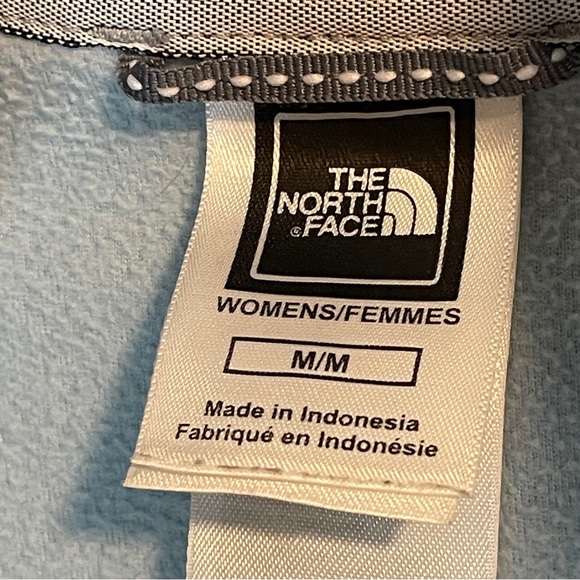 THE
NORTH
©FACE
WOMENS/FEMMES
M/M
Made in Indonesia
Fabriqué en Indonésie